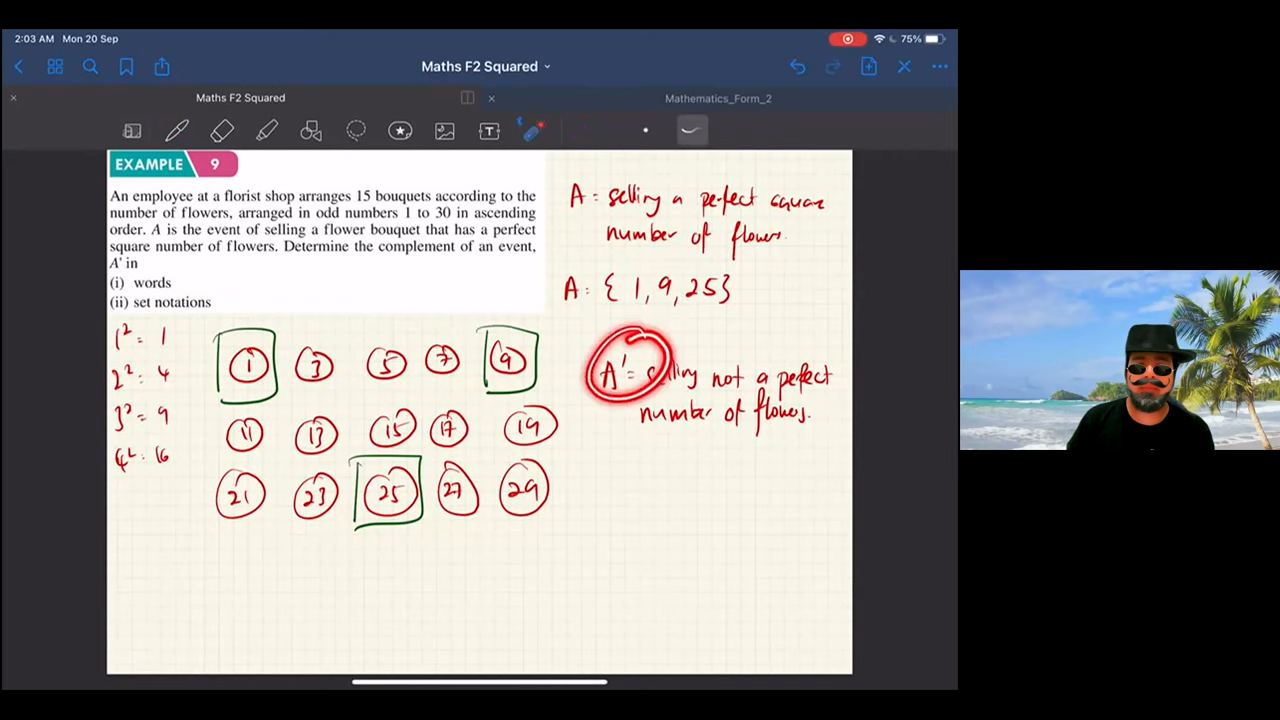 2:03 AM Mon 20 Sep
75%
Maths F2 Squared
Maths F2 Squared
Mathematics_Form_2
T
EXAMPLE 9
An employee at a florist shop arranges 15 bouquets according to the
number of flowers, arranged in odd numbers 1 to 30 in ascending
order. A is the event of selling a flower bouquet that has a perfect
square number of flowers. Determine the complement of an event,
A' in
(i) words
(ii) set notations
1² = 1
2² = 4
3² = 9
4² = 16
1 3 5 7 9
11 13 15 17 19
21 23 25 27 29
A = selling a perfect square
number of flowers.
A = { 1, 9, 25}
A' = selling not a perfect
number of flowers.